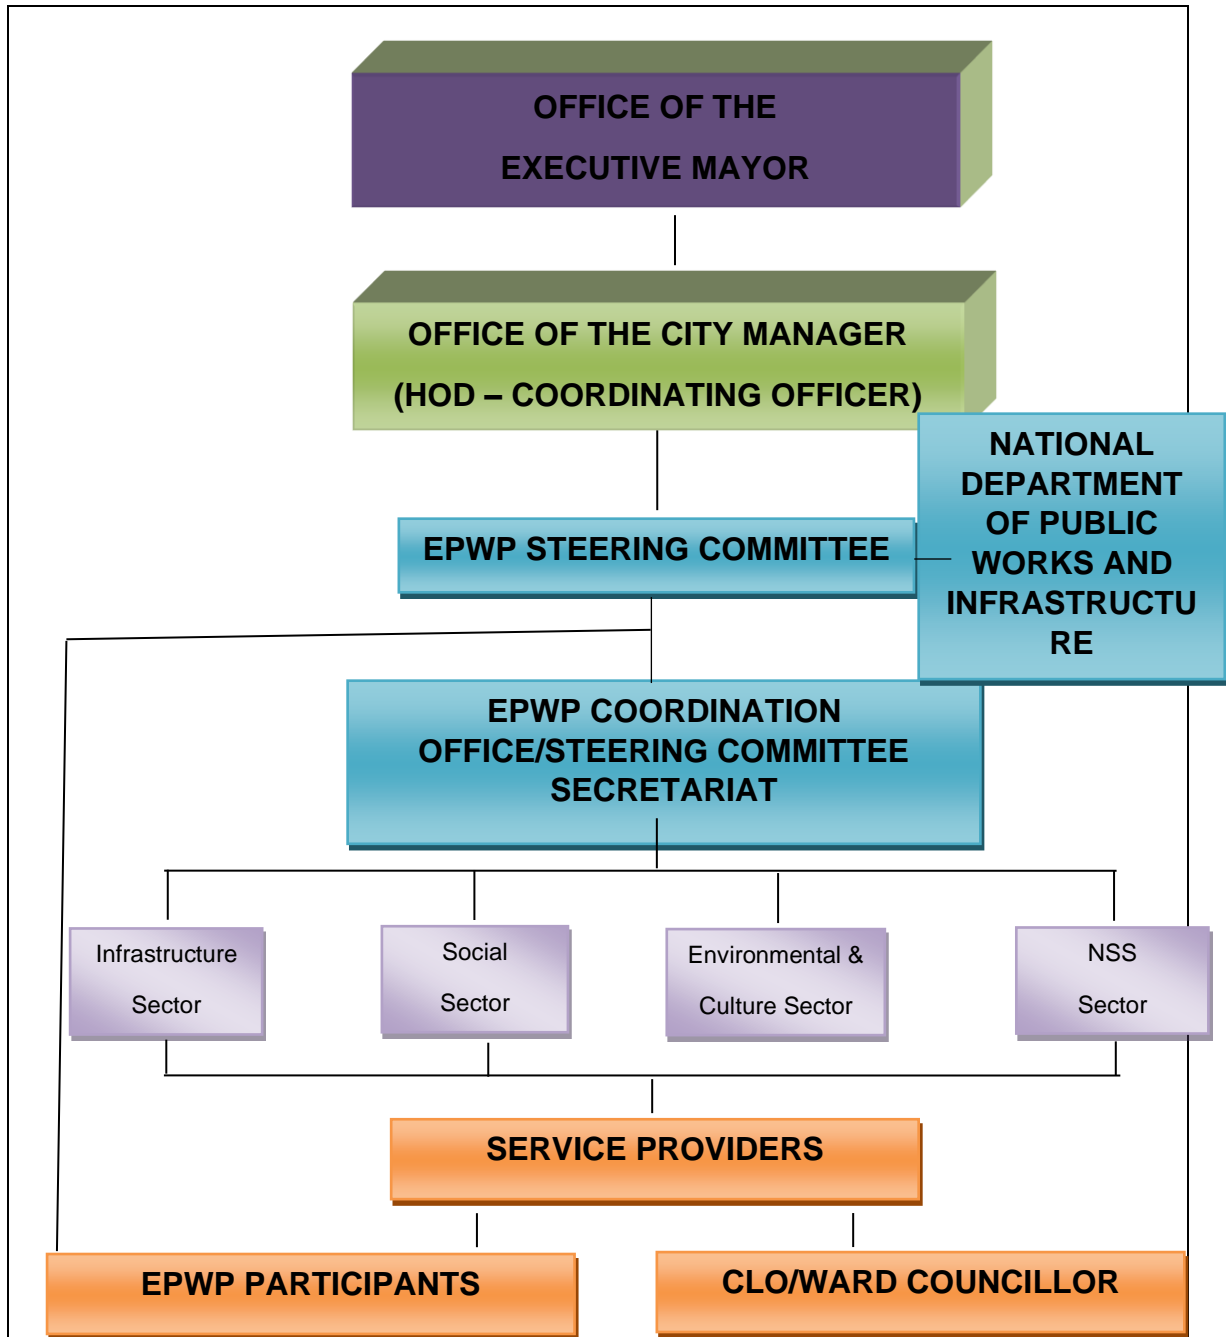 OFFICE OF THE
EXECUTIVE MAYOR
OFFICE OF THE CITY MANAGER
(HOD – COORDINATING OFFICER)
NATIONAL
DEPARTMENT
OF PUBLIC
WORKS AND
INFRASTRUCTU
RE
EPWP STEERING COMMITTEE
EPWP COORDINATION
OFFICE/STEERING COMMITTEE
SECRETARIAT
Infrastructure
Sector
Social
Sector
Environmental &
Culture Sector
NSS
Sector
SERVICE PROVIDERS
EPWP PARTICIPANTS
CLO/WARD COUNCILLOR